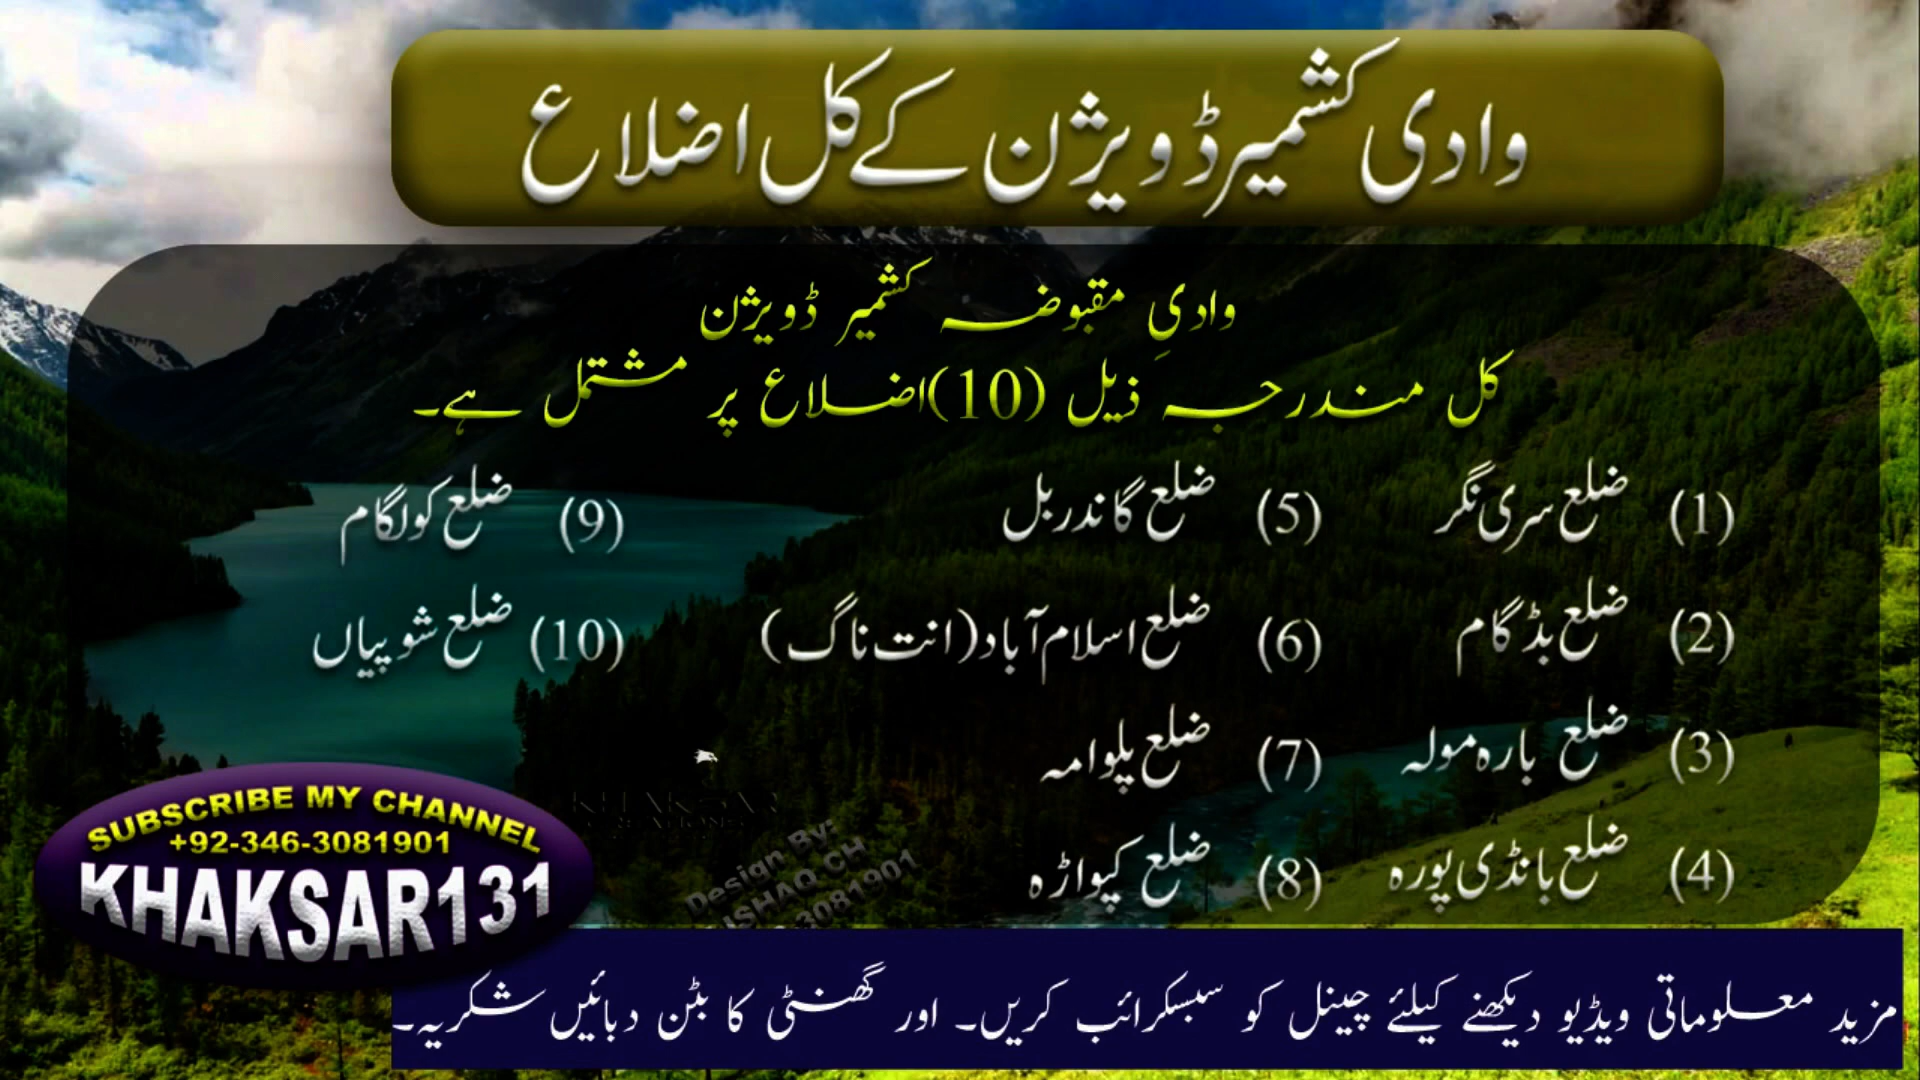 وادی کشمیر ڈویژن کے کل اضلاع
وادیِ مقبوضہ کشمیر ڈویژن
کل مندرجہ ذیل (10) اضلاع پر مشتمل ہے۔
(1) ضلع سری نگر
(2) ضلع بڈگام
(3) ضلع بارہ مولہ
(4) ضلع بانڈی پورہ
(5) ضلع گاندربل
(6) ضلع اسلام آباد (انت ناگ)
(7) ضلع پلوامہ
(8) ضلع کپواڑہ
(9) ضلع کولگام
(10) ضلع شوپیاں
KHAKSAR
Design By:
ISHAQ CH
3081901
SUBSCRIBE MY CHANNEL
+92-346-3081901
KHAKSAR131
مزید معلوماتی ویڈیو دیکھنے کیلئے چینل کو سبسکرائب کریں۔ اور گھنٹی کا بٹن دبائیں شکریہ۔